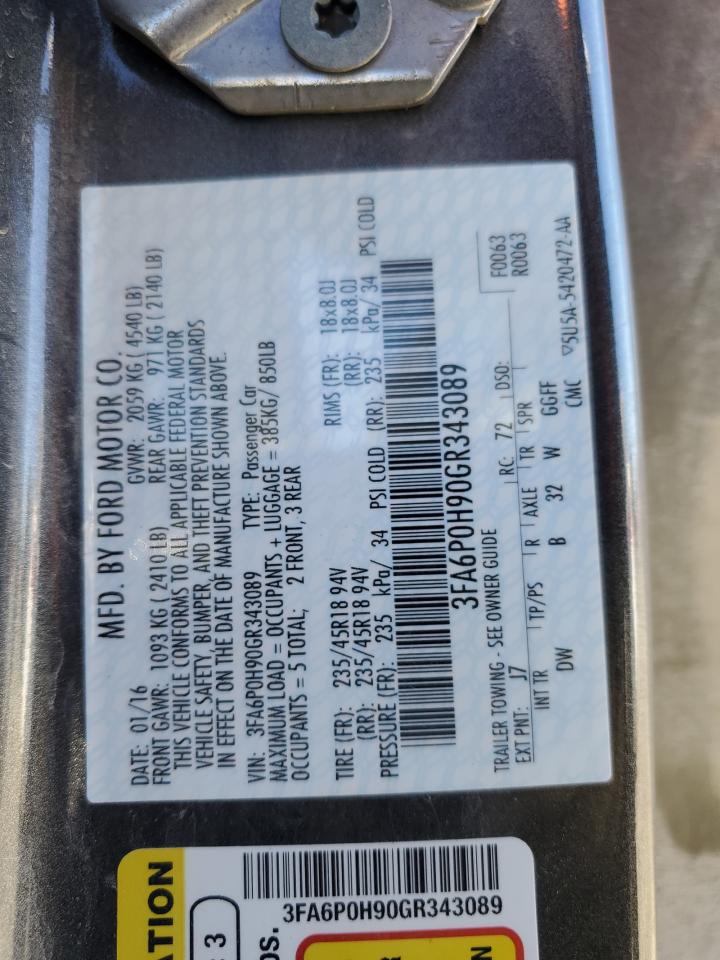 MFD. BY FORD MOTOR CO.
DATE: 01/16 GVWR: 2059 KG ( 4540 LB)
FRONT GAWR: 1093 KG ( 2410 LB) REAR GAWR: 971 KG ( 2140 LB)
THIS VEHICLE CONFORMS TO ALL APPLICABLE FEDERAL MOTOR
VEHICLE SAFETY, BUMPER, AND THEFT PREVENTION STANDARDS
IN EFFECT ON THE DATE OF MANUFACTURE SHOWN ABOVE.
VIN: 3FA6P0H90GR343089 TYPE: Passenger Car
MAXIMUM LOAD = OCCUPANTS + LUGGAGE = 385KG/ 850LB
OCCUPANTS = 5 TOTAL; 2 FRONT, 3 REAR
TIRE (FR): 235/45R18 94V RIMS (FR): 18x8.0J
(RR): 235/45R18 94V (RR): 18x8.0J
PRESSURE (FR): 235 kPa/ 34 PSI COLD (RR): 235 kPa/ 34 PSI COLD
3FA6P0H90GR343089
TRAILER TOWING - SEE OWNER GUIDE F0063
EXT PNT: J7 RC: 72 DSO: R0063
INT TR TP/PS R AXLE TR SPR
DW B 32 W GGFF
CMC ▽5U5A-5420472-AA
3FA6P0H90GR343089